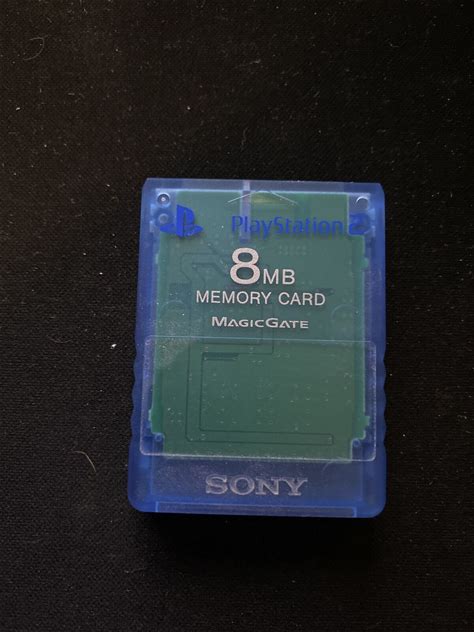 PlayStation 2
8MB
MEMORY CARD
MAGICGATE
SONY